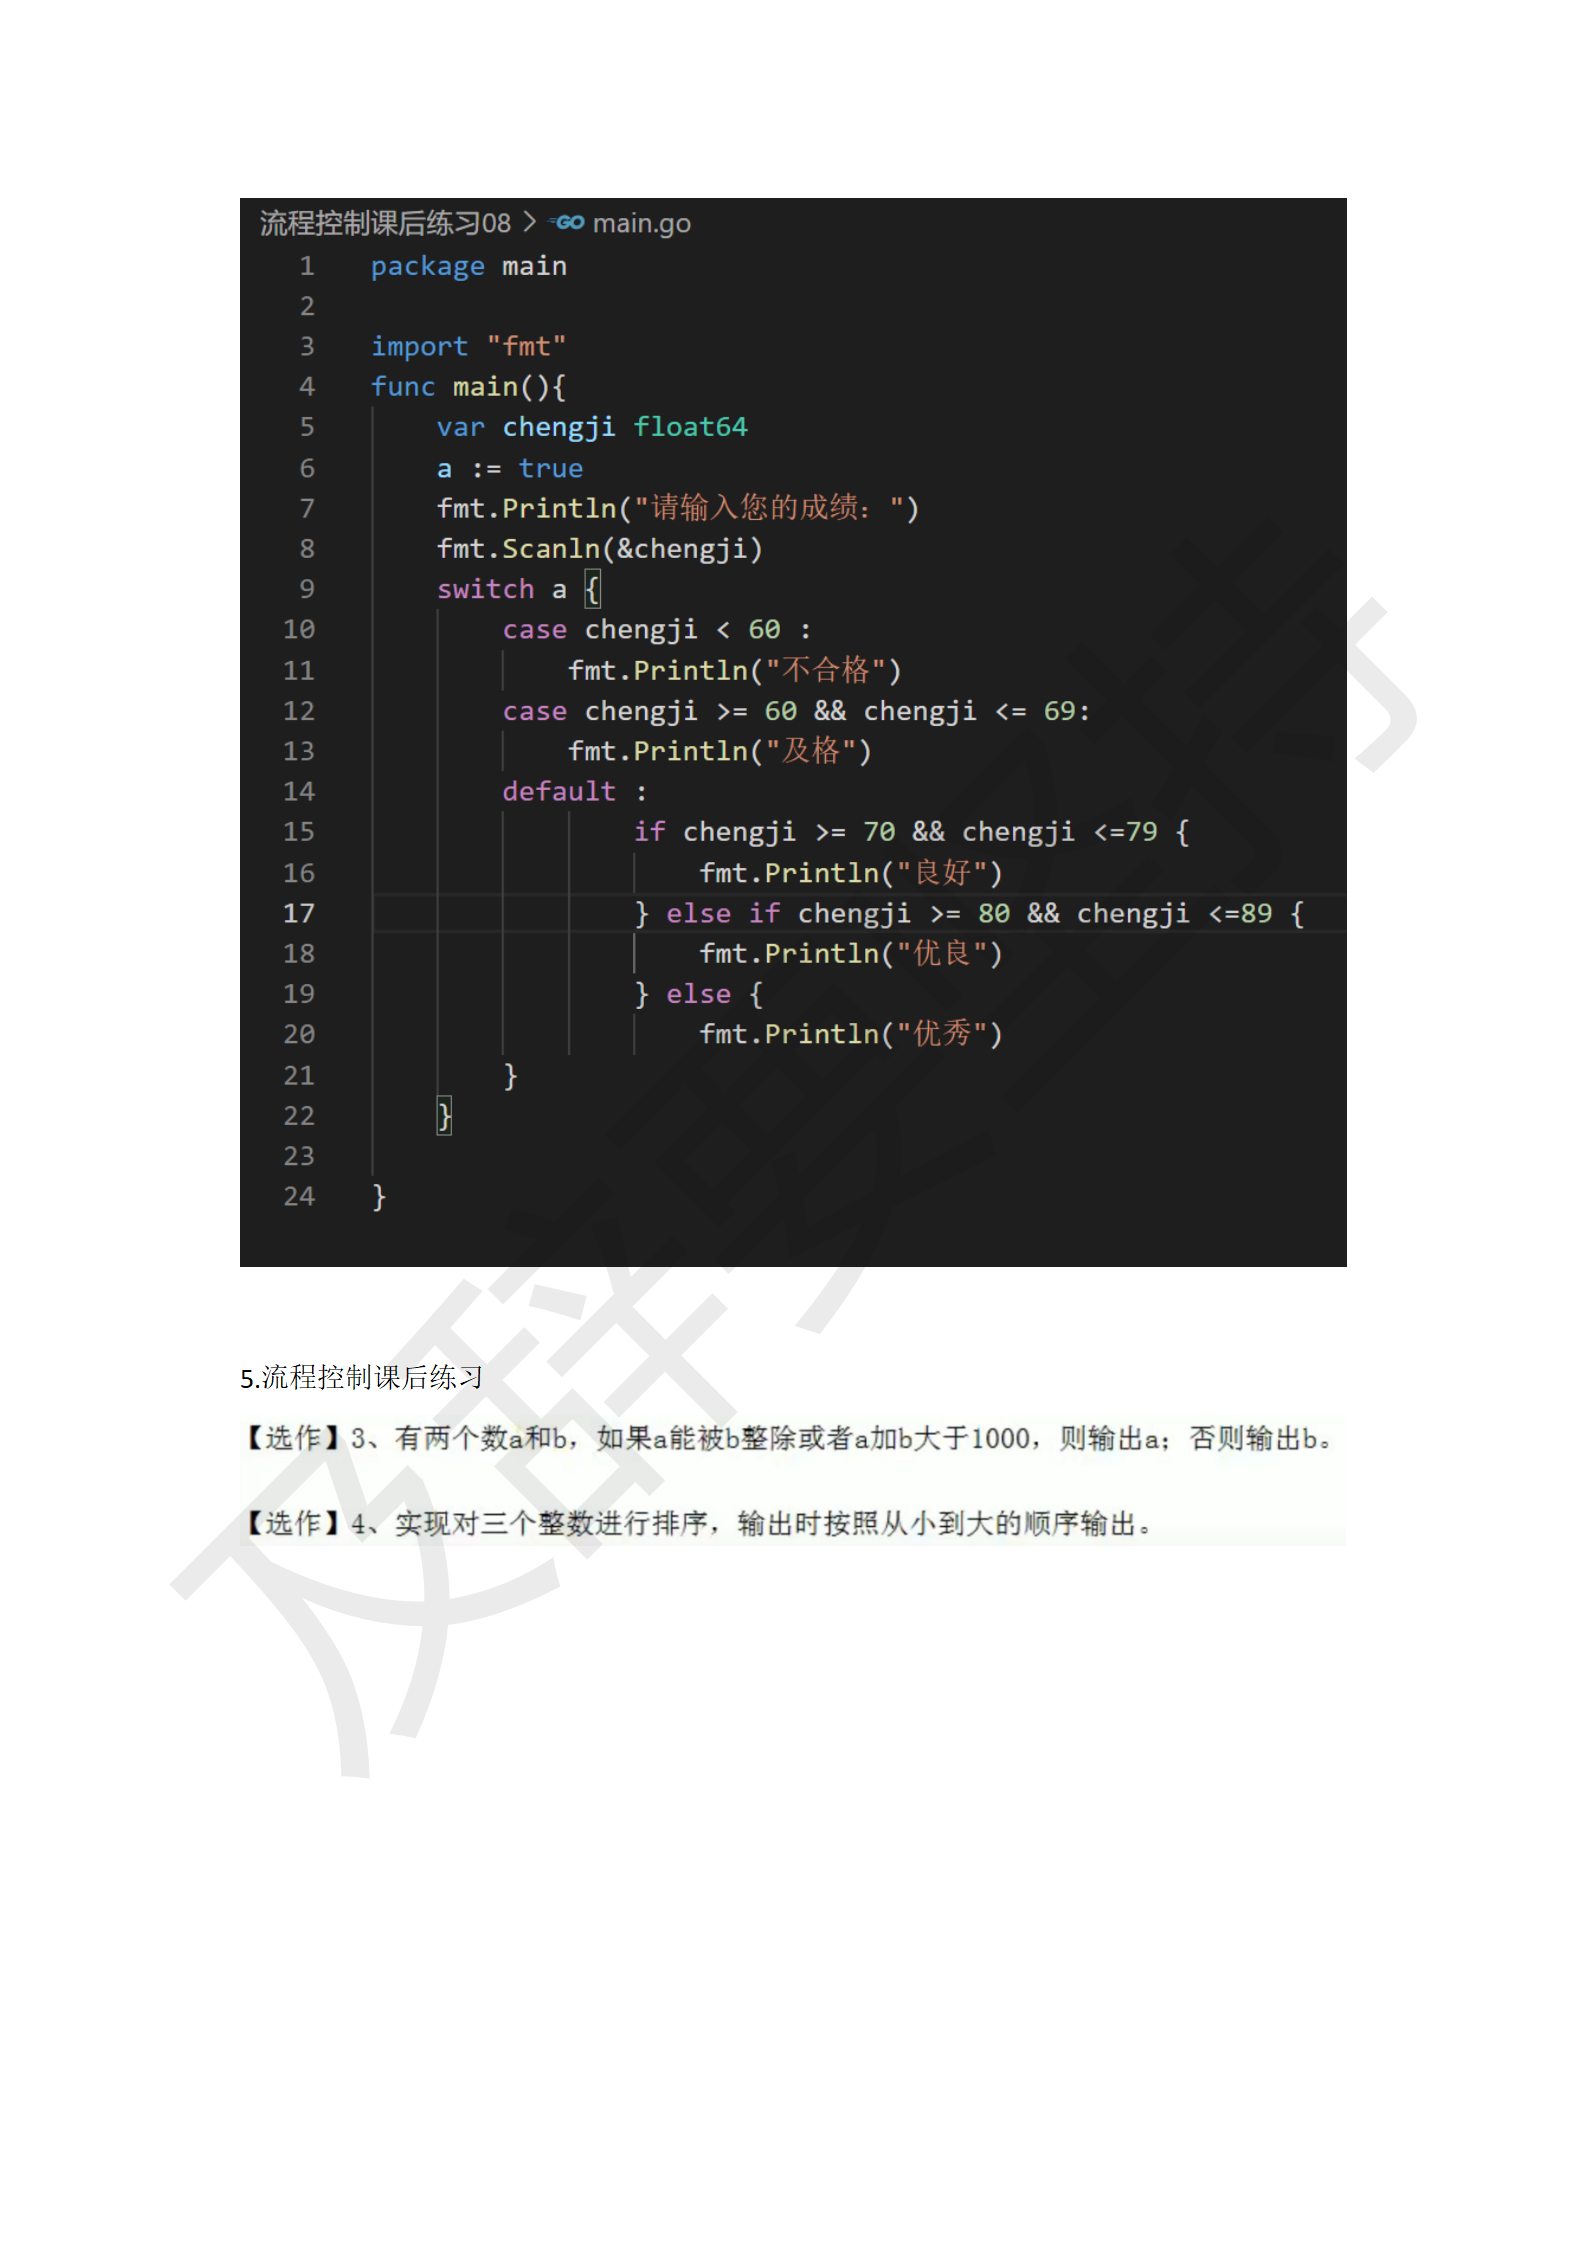 流程控制课后练习08 > GO main.go
1 package main
2
3 import "fmt"
4 func main(){
5 var chengji float64
6 a := true
7 fmt.Println("请输入您的成绩：")
8 fmt.Scanln(&chengji)
9 switch a {
10 case chengji < 60 :
11 fmt.Println("不合格")
12 case chengji >= 60 && chengji <= 69:
13 fmt.Println("及格")
14 default :
15 if chengji >= 70 && chengji <=79 {
16 fmt.Println("良好")
17 } else if chengji >= 80 && chengji <=89 {
18 fmt.Println("优良")
19 } else {
20 fmt.Println("优秀")
21 }
22 }
23
24 }
5.流程控制课后练习
【选作】3、有两个数a和b，如果a能被b整除或者a加b大于1000，则输出a；否则输出b。
【选作】4、实现对三个整数进行排序，输出时按照从小到大的顺序输出。